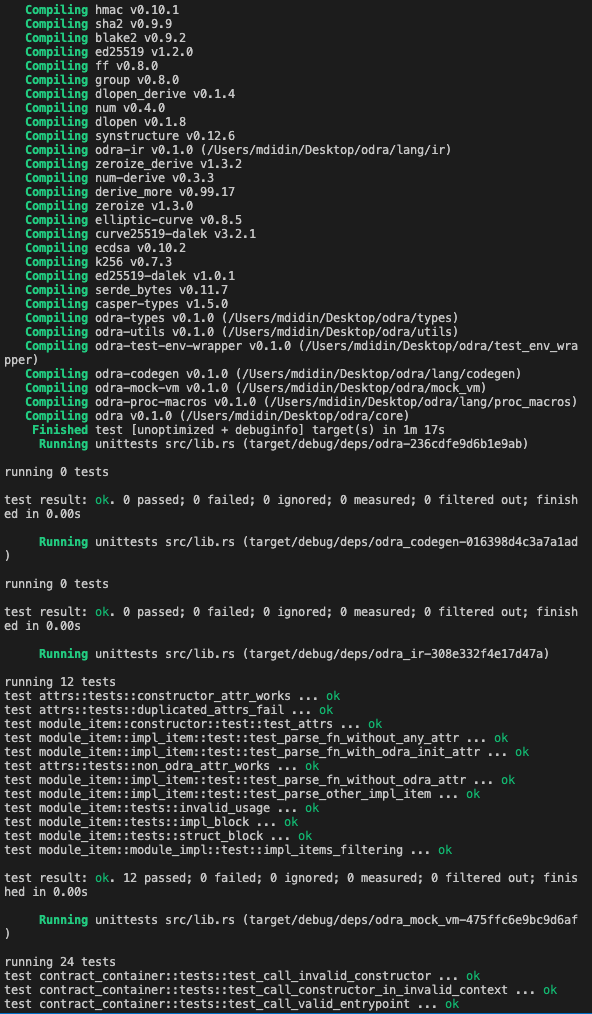 Compiling hmac v0.10.1
Compiling sha2 v0.9.9
Compiling blake2 v0.9.2
Compiling ed25519 v1.2.0
Compiling ff v0.8.0
Compiling group v0.8.0
Compiling dlopen_derive v0.1.4
Compiling num v0.4.0
Compiling dlopen v0.1.8
Compiling synstructure v0.12.6
Compiling odra-ir v0.1.0 (/Users/mdidin/Desktop/odra/lang/ir)
Compiling zeroize_derive v1.3.2
Compiling num-derive v0.3.3
Compiling derive_more v0.99.17
Compiling zeroize v1.3.0
Compiling elliptic-curve v0.8.5
Compiling curve25519-dalek v3.2.1
Compiling ecdsa v0.10.2
Compiling k256 v0.7.3
Compiling ed25519-dalek v1.0.1
Compiling serde_bytes v0.11.7
Compiling casper-types v1.5.0
Compiling odra-types v0.1.0 (/Users/mdidin/Desktop/odra/types)
Compiling odra-utils v0.1.0 (/Users/mdidin/Desktop/odra/utils)
Compiling odra-test-env-wrapper v0.1.0 (/Users/mdidin/Desktop/odra/test_env_wra
pper)
Compiling odra-codegen v0.1.0 (/Users/mdidin/Desktop/odra/lang/codegen)
Compiling odra-mock-vm v0.1.0 (/Users/mdidin/Desktop/odra/mock_vm)
Compiling odra-proc-macros v0.1.0 (/Users/mdidin/Desktop/odra/lang/proc_macros)
Compiling odra v0.1.0 (/Users/mdidin/Desktop/odra/core)
Finished test [unoptimized + debuginfo] target(s) in 1m 17s
Running unittests src/lib.rs (target/debug/deps/odra-236cdfe9d6b1e9ab)
running 0 tests
test result: ok. 0 passed; 0 failed; 0 ignored; 0 measured; 0 filtered out; finish
ed in 0.00s
Running unittests src/lib.rs (target/debug/deps/odra_codegen-016398d4c3a7a1ad
)
running 0 tests
test result: ok. 0 passed; 0 failed; 0 ignored; 0 measured; 0 filtered out; finish
ed in 0.00s
Running unittests src/lib.rs (target/debug/deps/odra_ir-308e332f4e17d47a)
running 12 tests
test attrs::tests::constructor_attr_works ... ok
test attrs::tests::duplicated_attrs_fail ... ok
test module_item::constructor::test::test_attrs ... ok
test module_item::impl_item::test::test_parse_fn_without_any_attr ... ok
test module_item::impl_item::test::test_parse_fn_with_odra_init_attr ... ok
test attrs::tests::non_odra_attr_works ... ok
test module_item::impl_item::test::test_parse_fn_without_odra_attr ... ok
test module_item::impl_item::test::test_parse_other_impl_item ... ok
test module_item::tests::invalid_usage ... ok
test module_item::tests::impl_block ... ok
test module_item::tests::struct_block ... ok
test module_item::module_impl::test::impl_items_filtering ... ok
test result: ok. 12 passed; 0 failed; 0 ignored; 0 measured; 0 filtered out; finis
hed in 0.00s
Running unittests src/lib.rs (target/debug/deps/odra_mock_vm-475ffc6e9bc9d6af
)
running 24 tests
test contract_container::tests::test_call_invalid_constructor ... ok
test contract_container::tests::test_call_constructor_in_invalid_context ... ok
test contract_container::tests::test_call_valid_entrypoint ... ok